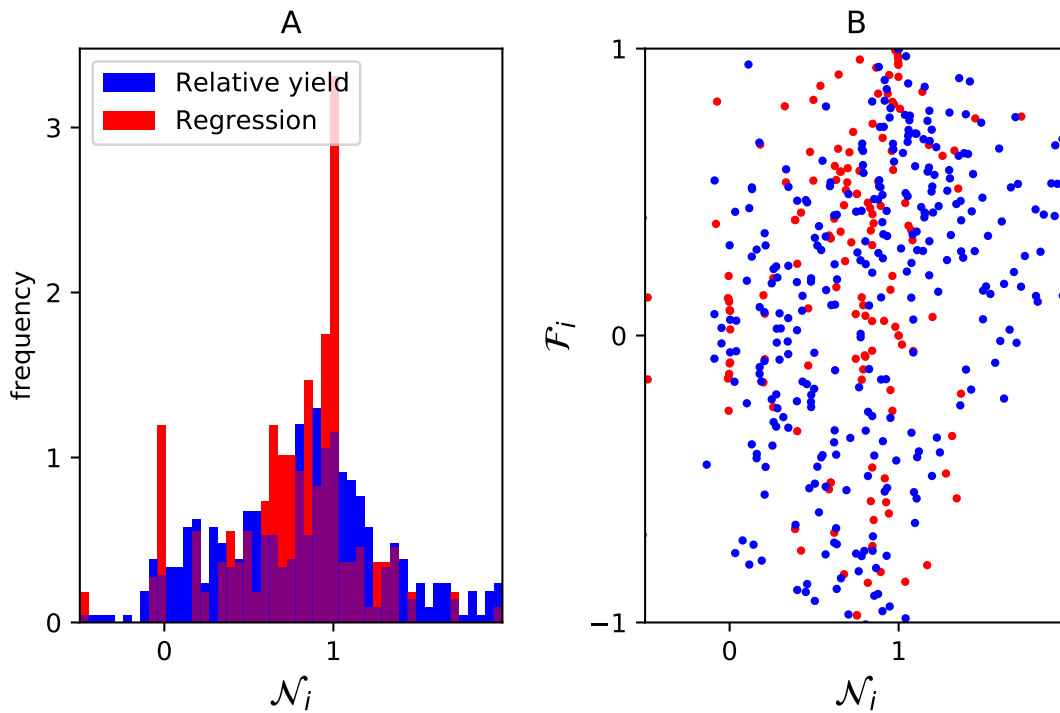 A
Relative yield
Regression
frequency
3
2
1
0
0
1
𝒩ᵢ
B
ℱᵢ
1
0
−1
0
1
𝒩ᵢ